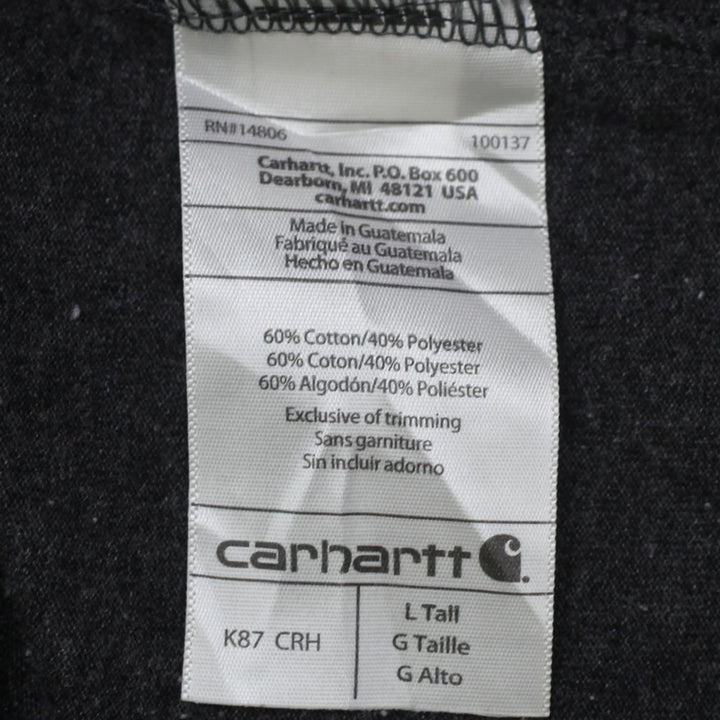 RN#14806 100137
Carhartt, Inc. P.O. Box 600
Dearborn, MI 48121 USA
carhartt.com
Made in Guatemala
Fabriqué au Guatemala
Hecho en Guatemala
60% Cotton/40% Polyester
60% Coton/40% Polyester
60% Algodón/40% Poliéster
Exclusive of trimming
Sans garniture
Sin incluir adorno
carhartt
K87 CRH
L Tall
G Taille
G Alto